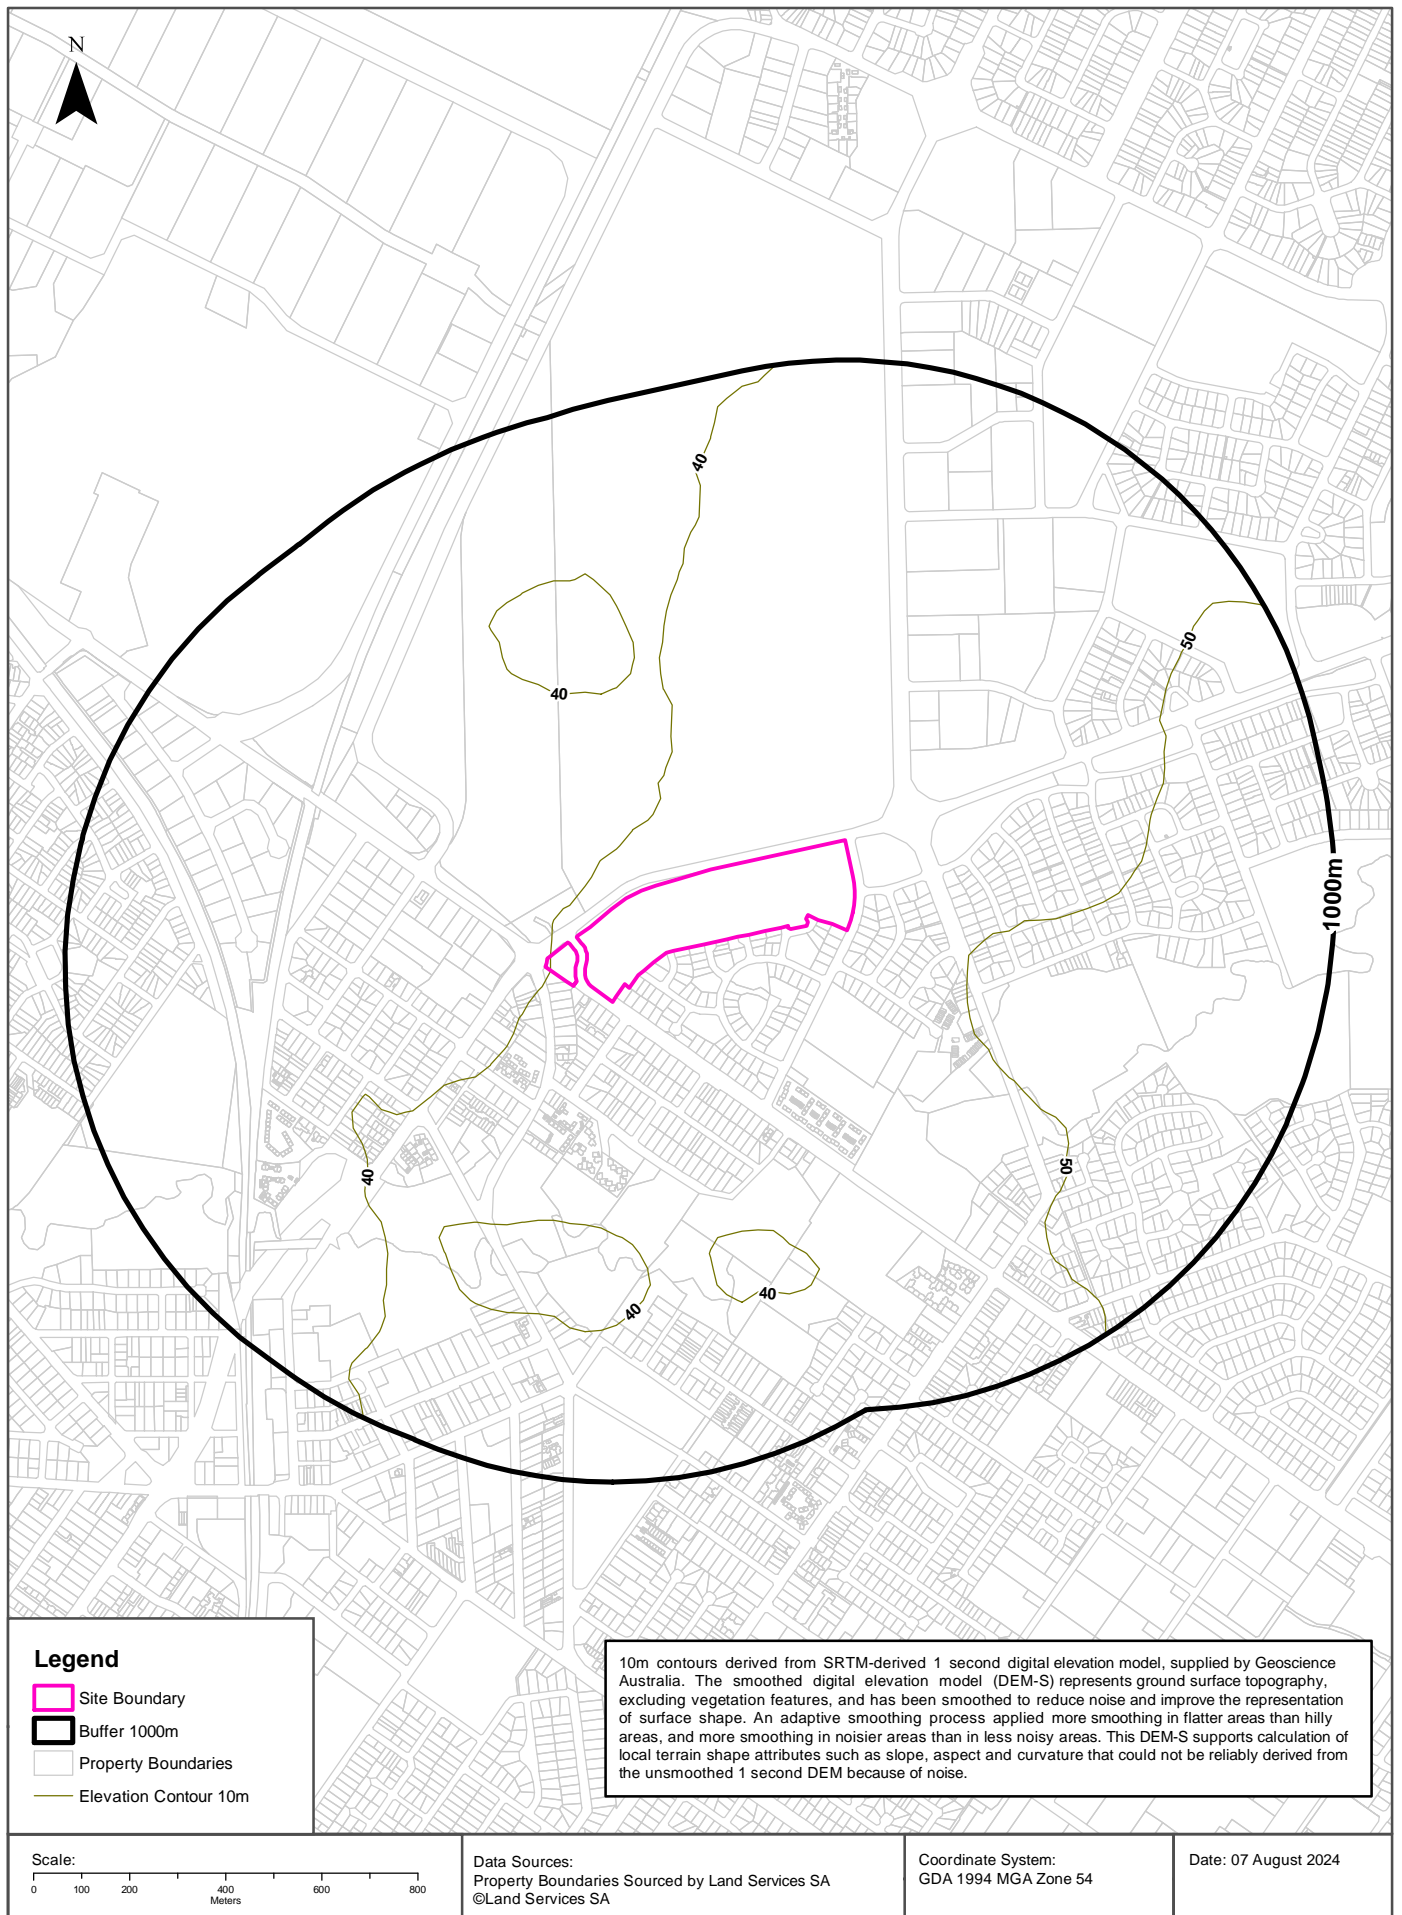 N
40
50
40
1000m
40
50
40
40
Legend
Site Boundary
Buffer 1000m
Property Boundaries
Elevation Contour 10m
10m contours derived from SRTM-derived 1 second digital elevation model, supplied by Geoscience
Australia. The smoothed digital elevation model (DEM-S) represents ground surface topography,
excluding vegetation features, and has been smoothed to reduce noise and improve the representation
of surface shape. An adaptive smoothing process applied more smoothing in flatter areas than hilly
areas, and more smoothing in noisier areas than in less noisy areas. This DEM-S supports calculation of
local terrain shape attributes such as slope, aspect and curvature that could not be reliably derived from
the unsmoothed 1 second DEM because of noise.
Scale:
0 100 200 400 600 800
Meters
Data Sources:
Property Boundaries Sourced by Land Services SA
©Land Services SA
Coordinate System:
GDA 1994 MGA Zone 54
Date: 07 August 2024